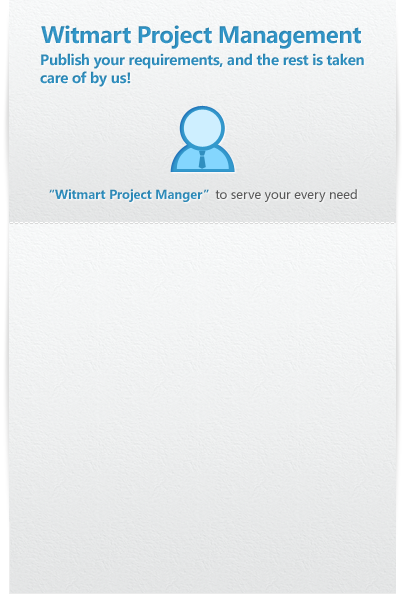 Witmart Project Management
Publish your requirements, and the rest is taken
care of by us!
“Witmart Project Manger” to serve your every need